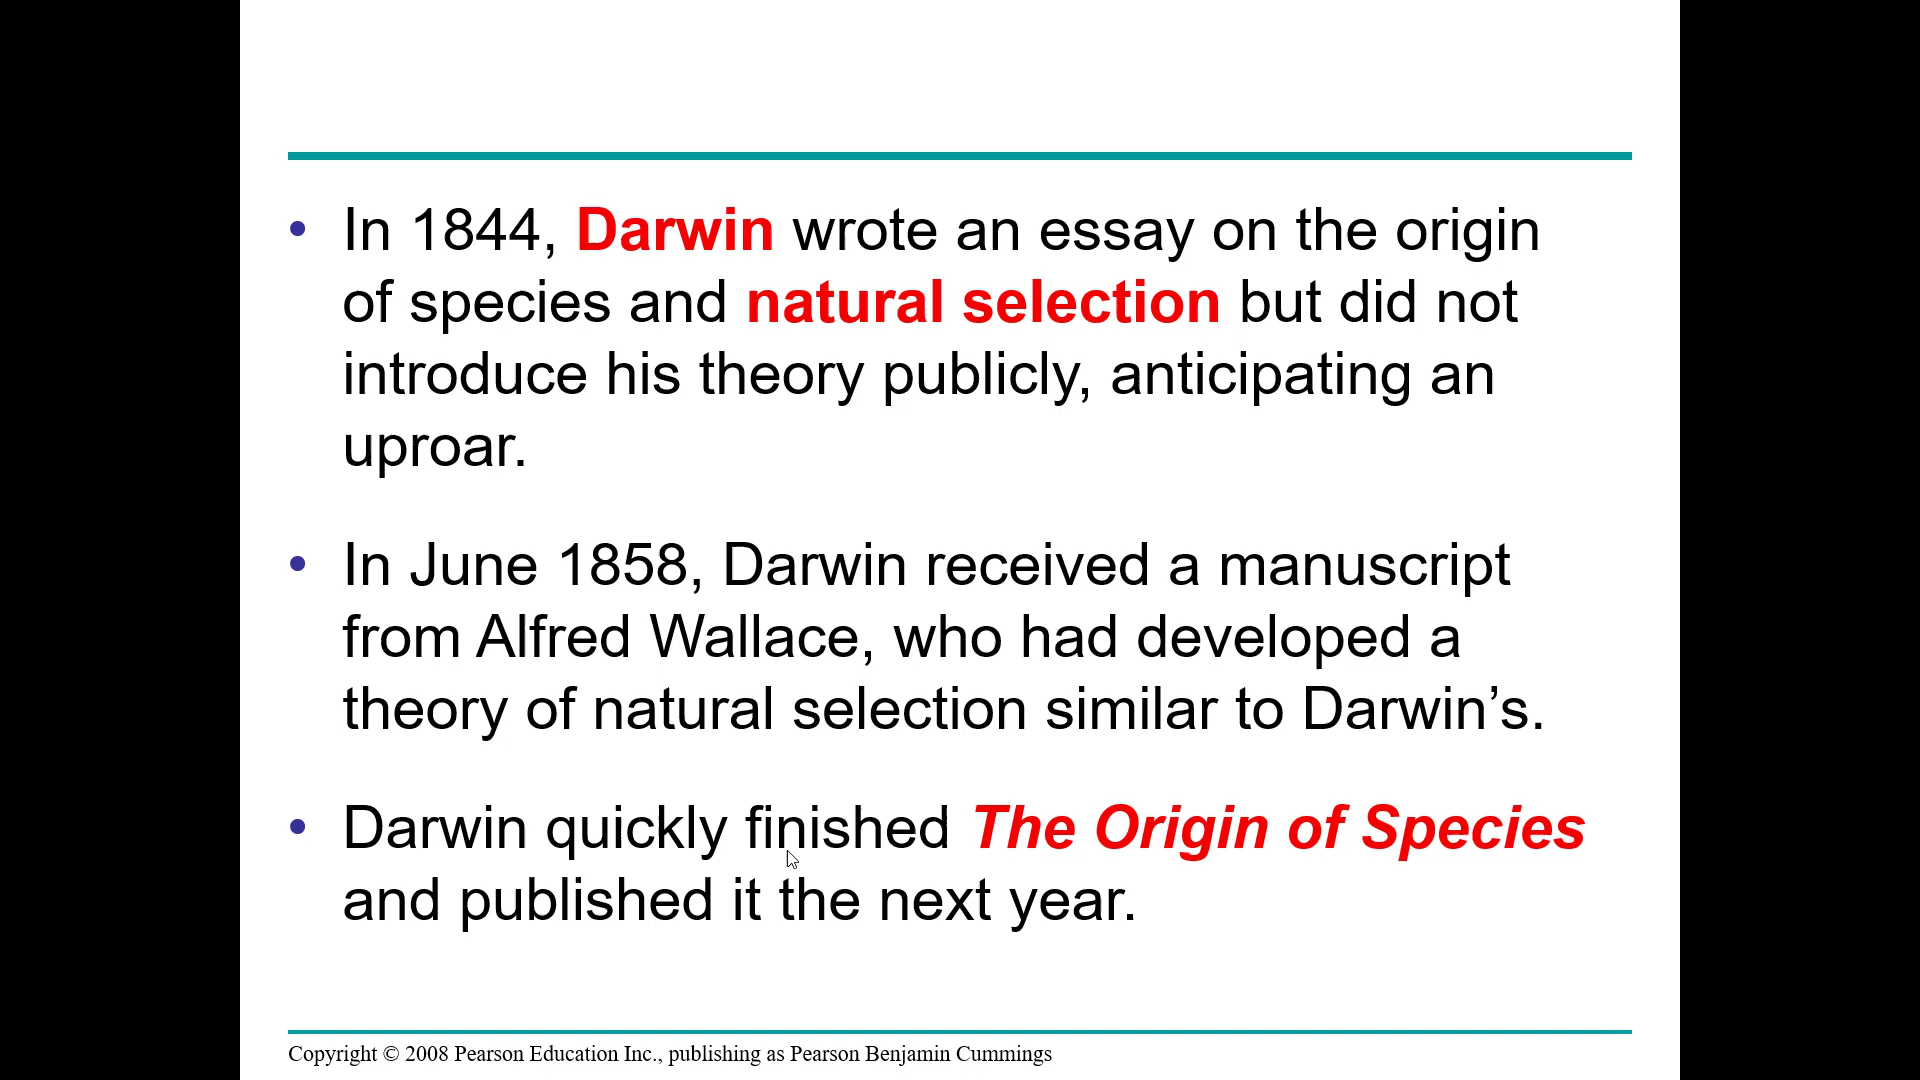 • In 1844, Darwin wrote an essay on the origin
of species and natural selection but did not
introduce his theory publicly, anticipating an
uproar.
• In June 1858, Darwin received a manuscript
from Alfred Wallace, who had developed a
theory of natural selection similar to Darwin’s.
• Darwin quickly finished The Origin of Species
and published it the next year.
Copyright © 2008 Pearson Education Inc., publishing as Pearson Benjamin Cummings